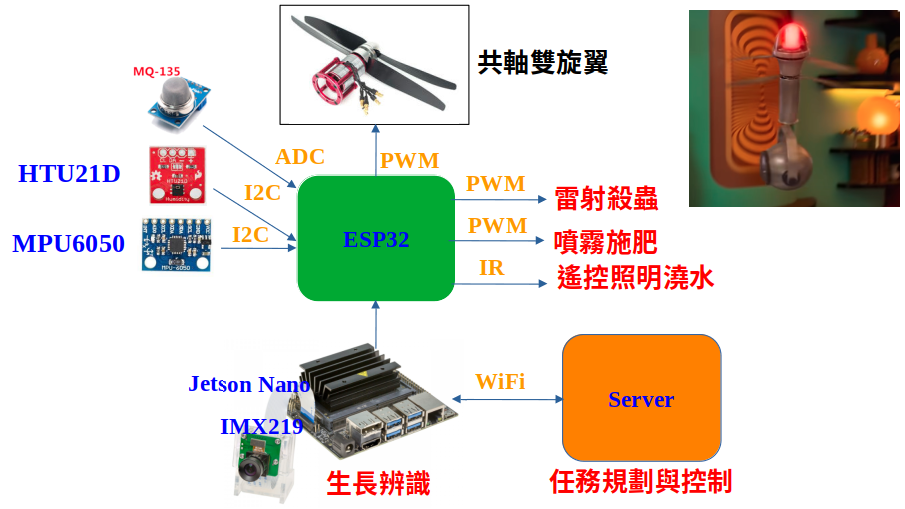 共軸雙旋翼
MQ-135
ADC
PWM
HTU21D
I2C
PWM
雷射殺蟲
MPU6050
I2C
ESP32
PWM
噴霧施肥
IR
遙控照明澆水
MPU-6050
Jetson Nano
WiFi
Server
IMX219
生長辨識
任務規劃與控制